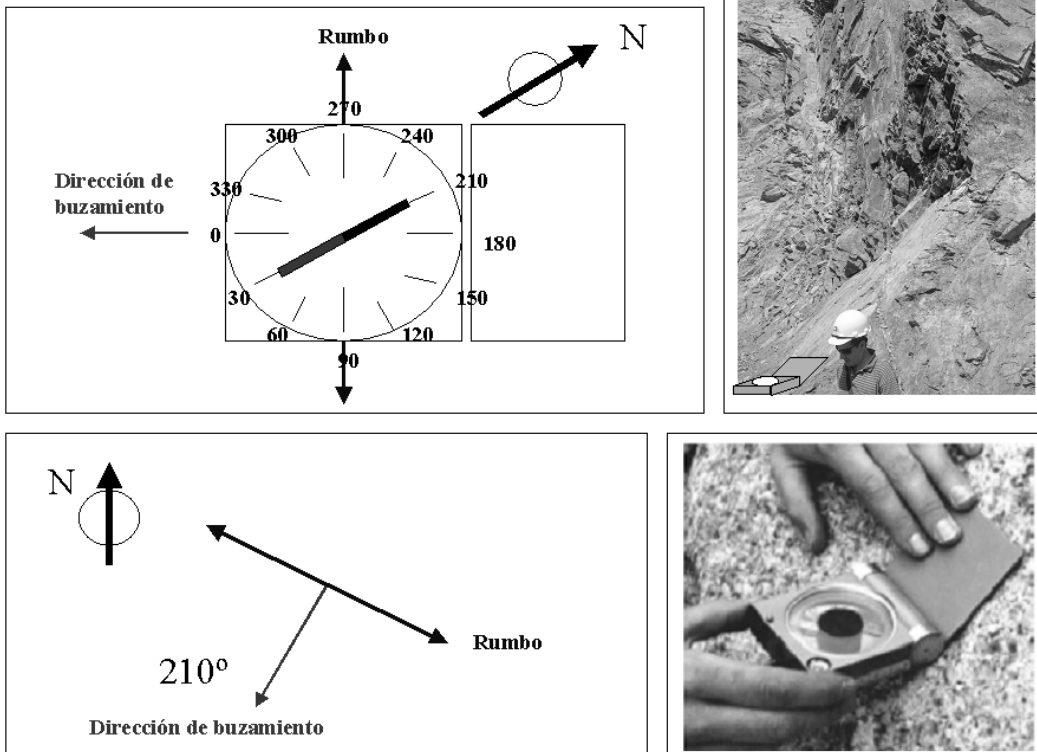 Rumbo
N
270
300
240
Dirección de
buzamiento
330
210
0
180
30
150
60
120
90
N
Rumbo
210º
Dirección de buzamiento